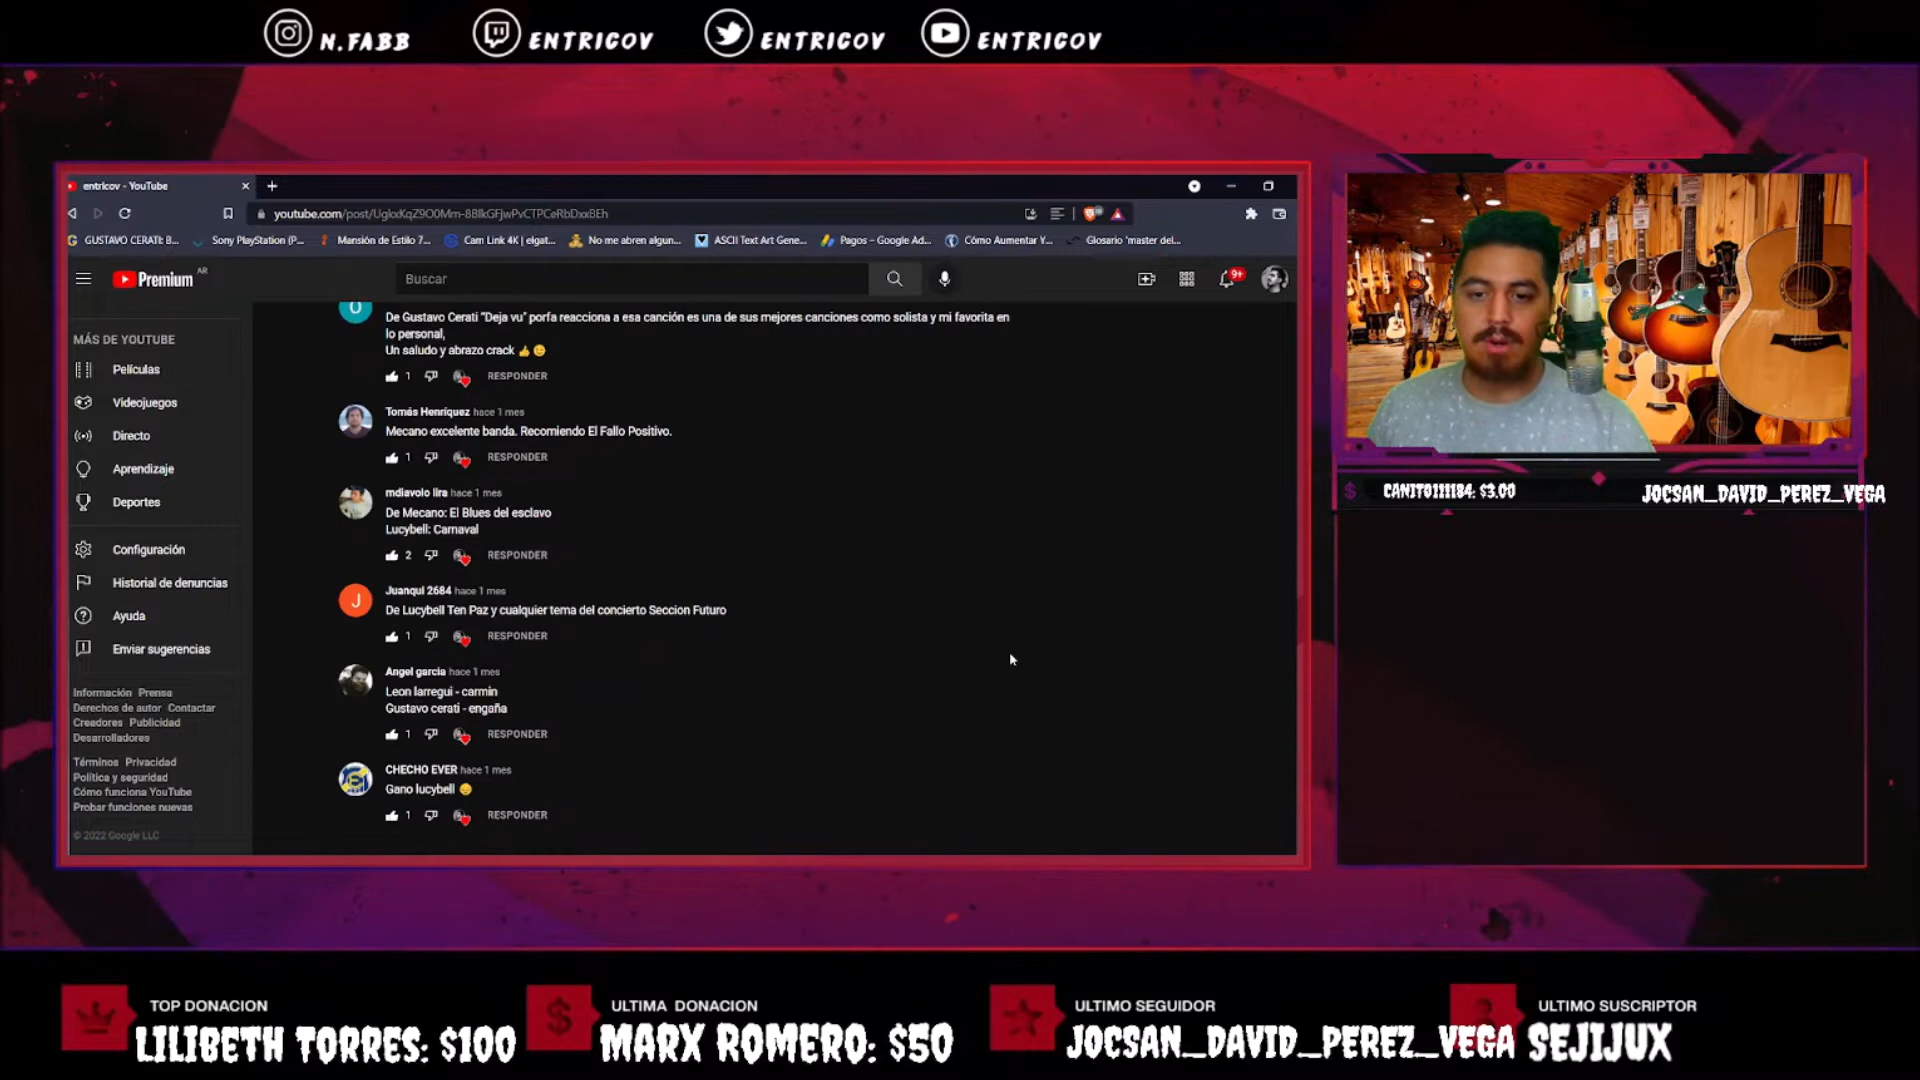 N.FABB
ENTRICOV
ENTRICOV
ENTRICOV
entricov - YouTube
youtube.com/post/UgkxKqZ9O0Mm-88lkGFjwPvCTPCeRbDxxBEh
GUSTAVO CERATI: B...
Sony PlayStation (P...
Mansión de Estilo 7...
Cam Link 4K | elgat...
No me abren algun...
ASCII Text Art Gene...
Pagos – Google Ad...
Cómo Aumentar Y...
Glosario 'master del...
Premium AR
Buscar
9+
MÁS DE YOUTUBE
Películas
Videojuegos
Directo
Aprendizaje
Deportes
Configuración
Historial de denuncias
Ayuda
Enviar sugerencias
Información Prensa
Derechos de autor Contactar
Creadores Publicidad
Desarrolladores
Términos Privacidad
Política y seguridad
Cómo funciona YouTube
Probar funciones nuevas
© 2022 Google LLC
De Gustavo Cerati "Deja vu" porfa reacciona a esa canción es una de sus mejores canciones como solista y mi favorita en
lo personal,
Un saludo y abrazo crack 👍😉
1 RESPONDER
Tomás Henríquez hace 1 mes
Mecano excelente banda. Recomiendo El Fallo Positivo.
1 RESPONDER
mdiavolo lira hace 1 mes
De Mecano: El Blues del esclavo
Lucybell: Carnaval
2 RESPONDER
J
Juanqui 2684 hace 1 mes
De Lucybell Ten Paz y cualquier tema del concierto Seccion Futuro
1 RESPONDER
Angel garcia hace 1 mes
Leon larregui - carmin
Gustavo cerati - engaña
1 RESPONDER
CHECHO EVER hace 1 mes
Gano lucybell 😔
1 RESPONDER
CANITO111184: $3.00
JOCSAN_DAVID_PEREZ_VEGA
TOP DONACION
LILIBETH TORRES: $100
ULTIMA DONACION
MARX ROMERO: $50
ULTIMO SEGUIDOR
JOCSAN_DAVID_PEREZ_VEGA
ULTIMO SUSCRIPTOR
SEJIJUX